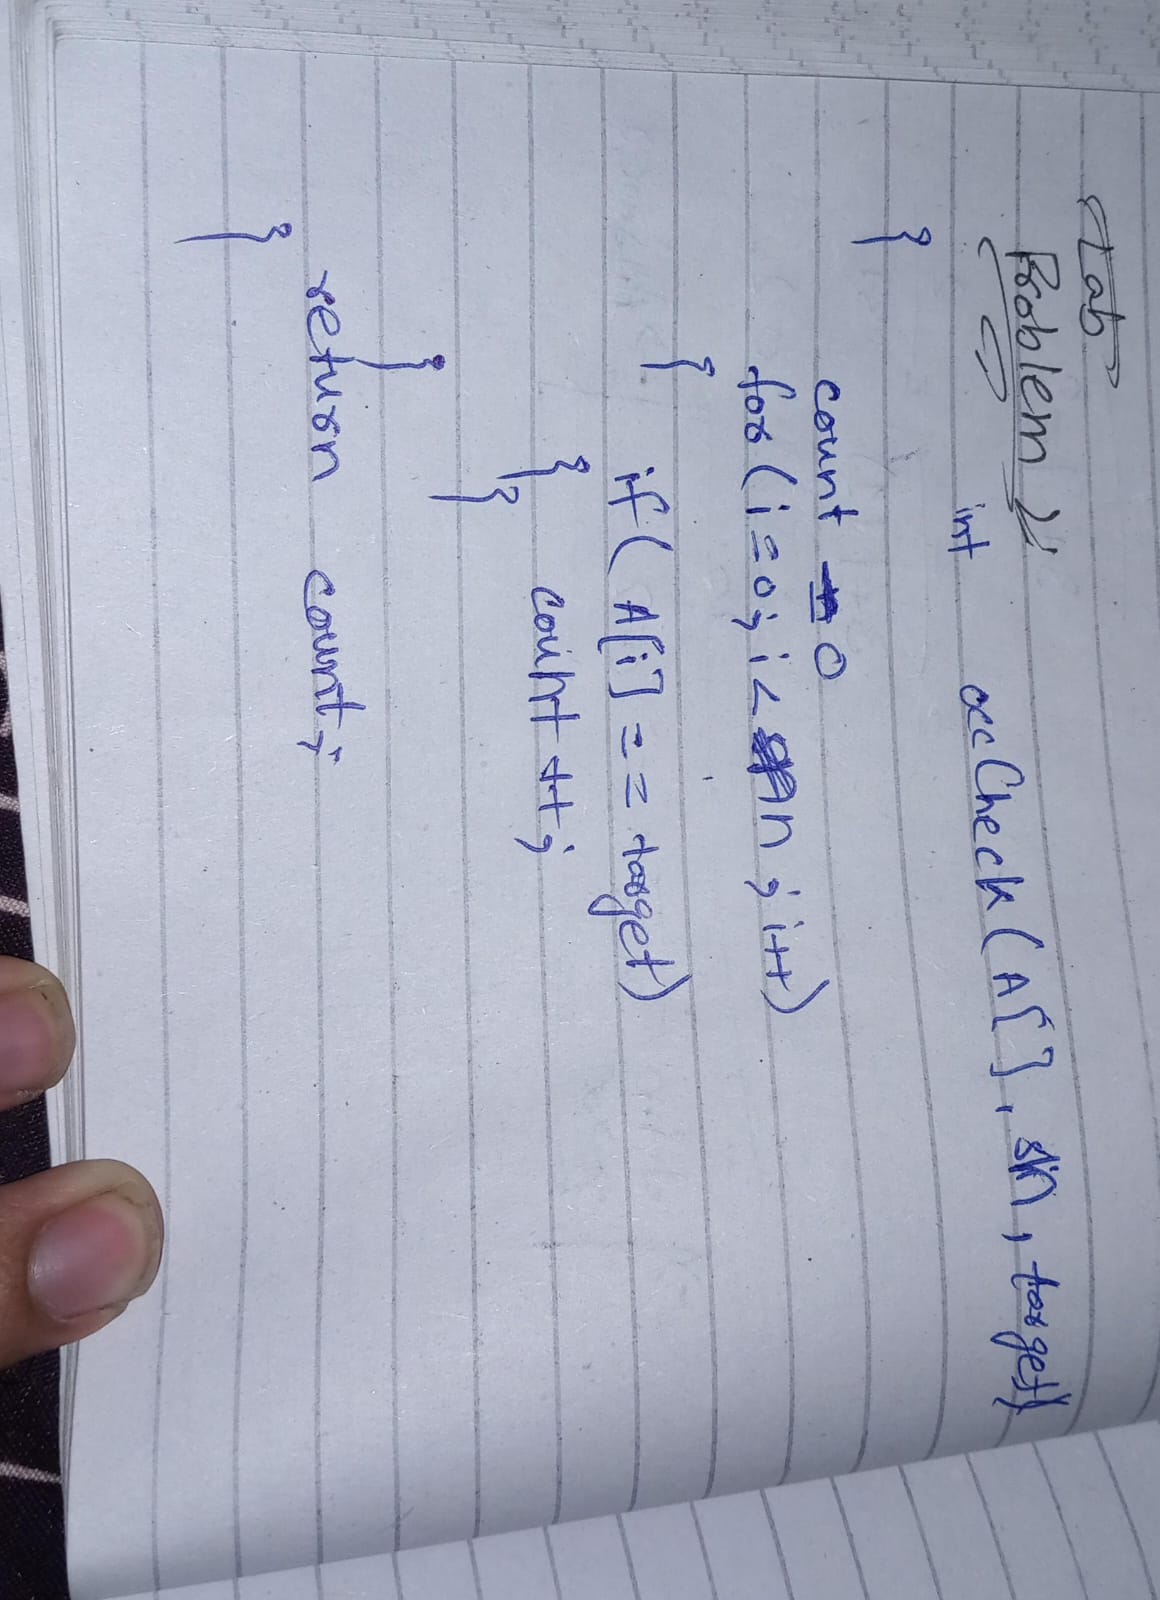 Lab
Problem 2
int occCheck (A[], n, target)
{
count = 0
for (i=0; i< n ; i++)
{
if ( A[i] == target)
{ count ++;
}
}
return count;
}